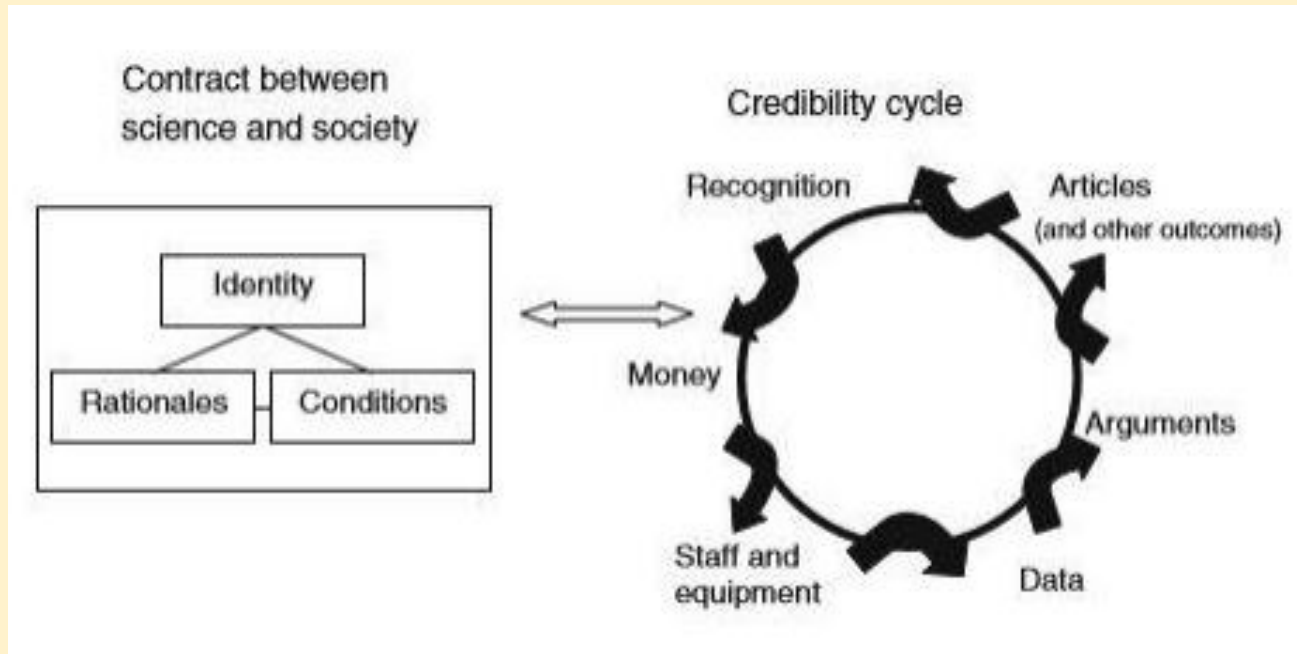 Contract between
science and society
Identity
Rationales
Conditions
Credibility cycle
Recognition
Articles
(and other outcomes)
Money
Arguments
Staff and
equipment
Data